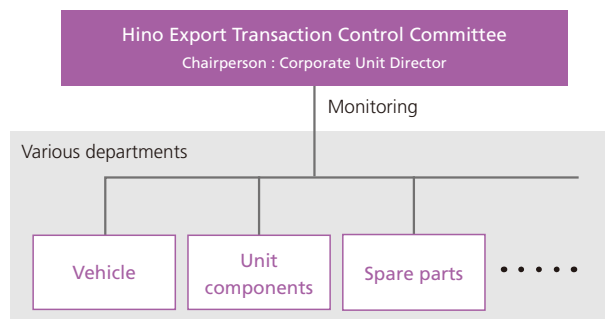 Hino Export Transaction Control Committee
Chairperson : Corporate Unit Director
Monitoring
Various departments
Vehicle
Unit
components
Spare parts
.....